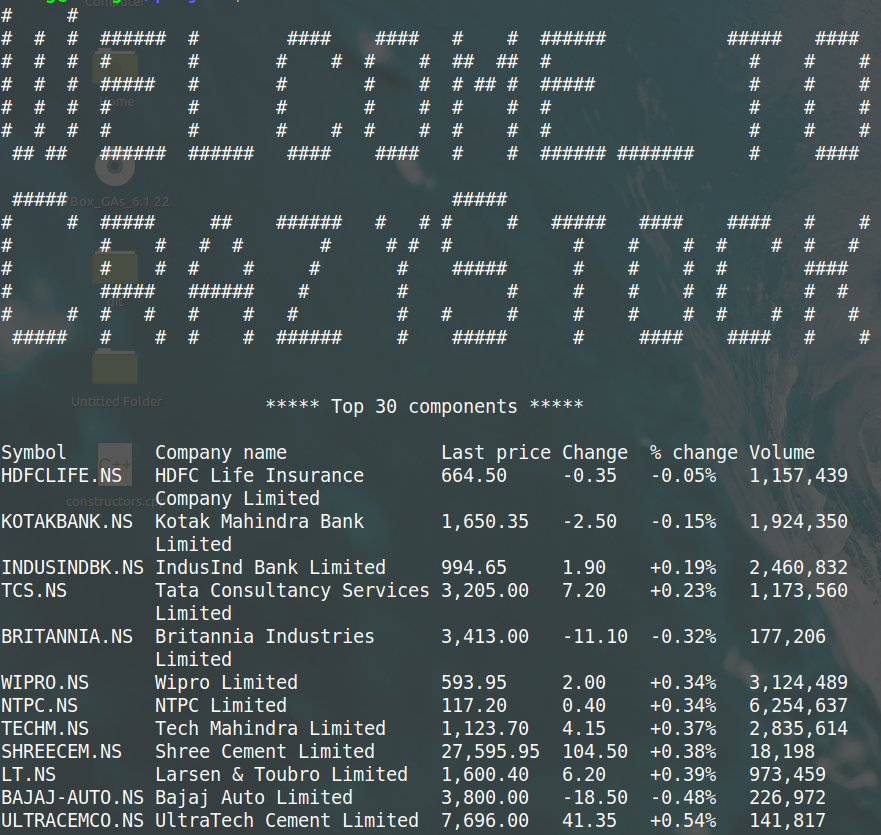 WELCOME_TO
CRAZYSTOCK
***** Top 30 components *****
Symbol Company name Last price Change % change Volume
HDFCLIFE.NS HDFC Life Insurance 664.50 -0.35 -0.05% 1,157,439
Company Limited
KOTAKBANK.NS Kotak Mahindra Bank 1,650.35 -2.50 -0.15% 1,924,350
Limited
INDUSINDBK.NS IndusInd Bank Limited 994.65 1.90 +0.19% 2,460,832
TCS.NS Tata Consultancy Services 3,205.00 7.20 +0.23% 1,173,560
Limited
BRITANNIA.NS Britannia Industries 3,413.00 -11.10 -0.32% 177,206
Limited
WIPRO.NS Wipro Limited 593.95 2.00 +0.34% 3,124,489
NTPC.NS NTPC Limited 117.20 0.40 +0.34% 6,254,637
TECHM.NS Tech Mahindra Limited 1,123.70 4.15 +0.37% 2,835,614
SHREECEM.NS Shree Cement Limited 27,595.95 104.50 +0.38% 18,198
LT.NS Larsen & Toubro Limited 1,600.40 6.20 +0.39% 973,459
BAJAJ-AUTO.NS Bajaj Auto Limited 3,800.00 -18.50 -0.48% 226,972
ULTRACEMCO.NS UltraTech Cement Limited 7,696.00 41.35 +0.54% 141,817
Computer
Box_GAs_6.1.22
Untitled Folder